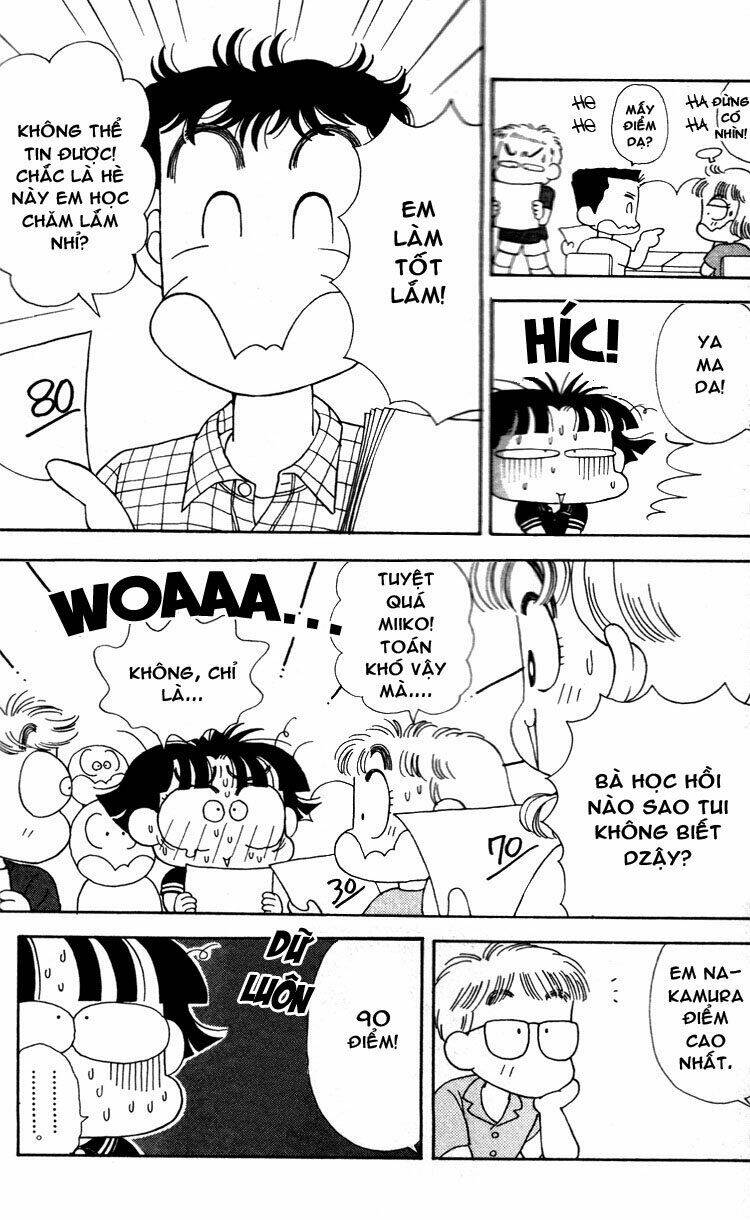 HA
HA
ĐỪNG
CÓ
NHÌN!
MẤY
ĐIỂM
DẠ?
HE
HE
YA
MA
DA!
HÍC!
EM
LÀM
TỐT
LẮM!
KHÔNG THỂ
TIN ĐƯỢC!
CHẮC LÀ HÈ
NÀY EM HỌC
CHĂM LẮM
NHỈ?
80
BÀ HỌC HỒI
NÀO SAO TUI
KHÔNG BIẾT
DZẬY?
70
TUYỆT
QUÁ
MIIKO!
TOÁN
KHÓ VẬY
MÀ....
30
WOAAA...
KHÔNG, CHỈ
LÀ...
EM NA-
KAMURA
ĐIỂM
CAO
NHẤT.
90
ĐIỂM!
DỮ
LUÔN